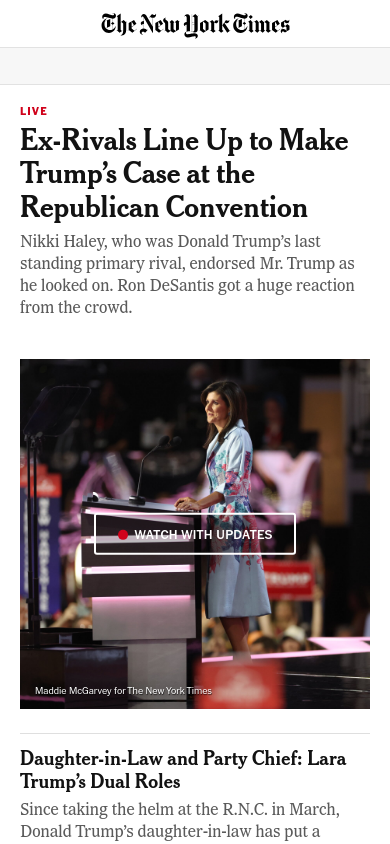 The New York Times
LIVE
Ex-Rivals Line Up to Make
Trump’s Case at the
Republican Convention
Nikki Haley, who was Donald Trump’s last
standing primary rival, endorsed Mr. Trump as
he looked on. Ron DeSantis got a huge reaction
from the crowd.
TRUMP
WATCH WITH UPDATES
Maddie McGarvey for The New York Times
Daughter-in-Law and Party Chief: Lara
Trump’s Dual Roles
Since taking the helm at the R.N.C. in March,
Donald Trump’s daughter-in-law has put a